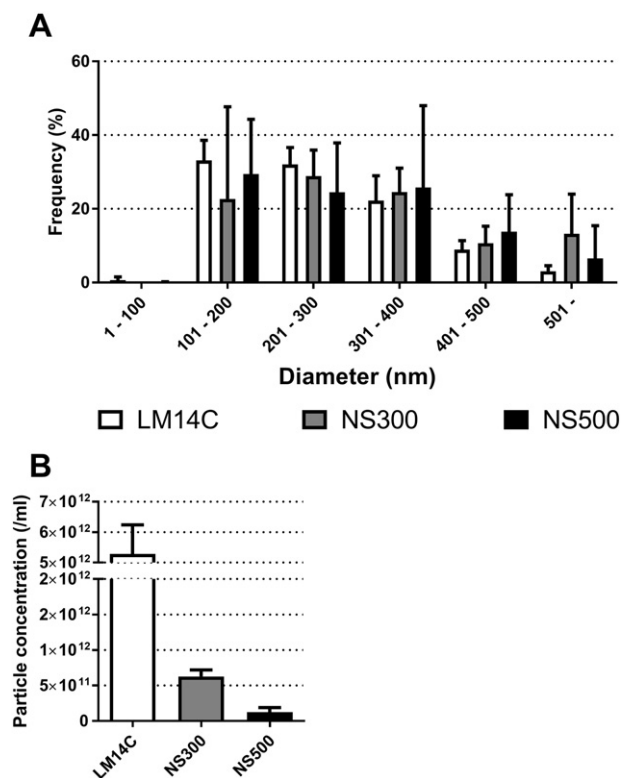 A
Frequency (%)
60
40
20
0
1 - 100
101 - 200
201 - 300
301 - 400
401 - 500
501 -
Diameter (nm)
LM14C NS300 NS500
B
Particle concentration (/ml)
7×10¹²
6×10¹²
5×10¹²
2×10¹²
2×10¹²
1×10¹²
5×10¹¹
0
LM14C
NS300
NS500